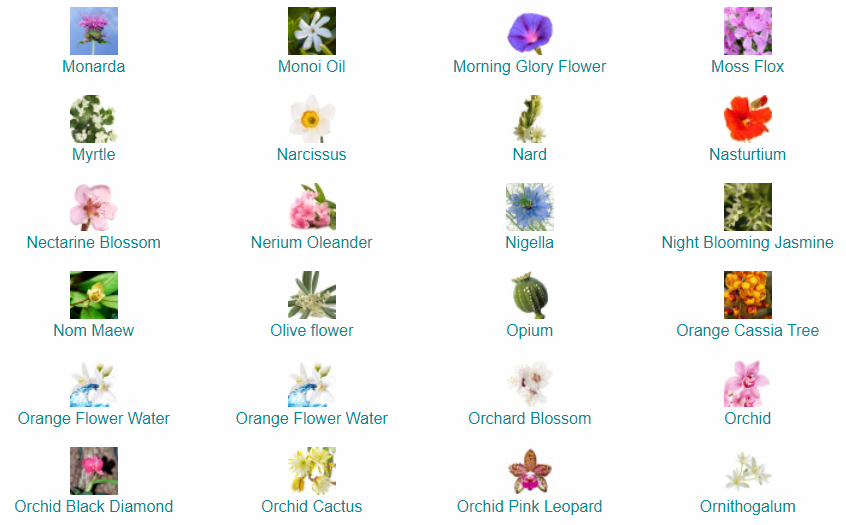 Monarda
Monoi Oil
Morning Glory Flower
Moss Flox
Myrtle
Narcissus
Nard
Nasturtium
Nectarine Blossom
Nerium Oleander
Nigella
Night Blooming Jasmine
Nom Maew
Olive flower
Opium
Orange Cassia Tree
Orange Flower Water
Orange Flower Water
Orchard Blossom
Orchid
Orchid Black Diamond
Orchid Cactus
Orchid Pink Leopard
Ornithogalum